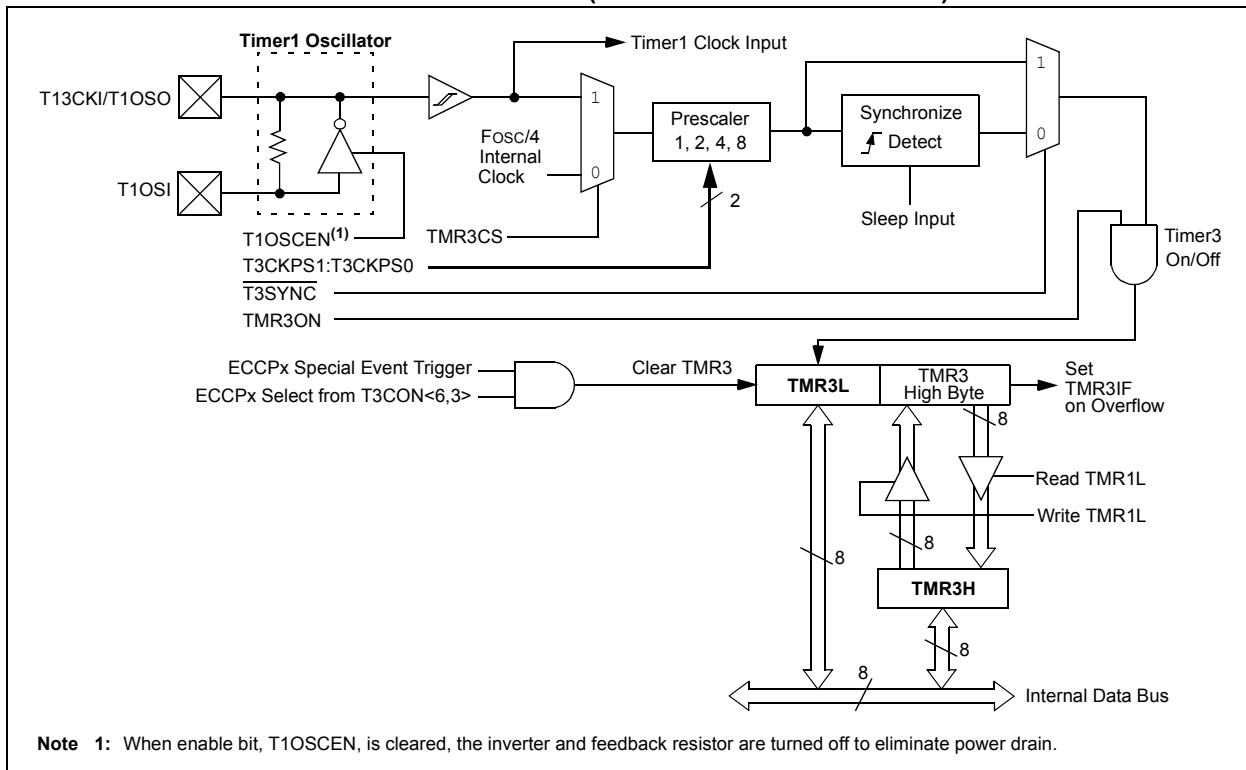 Timer1 Oscillator
Timer1 Clock Input
1
T13CKI/T1OSO
1
Prescaler
1, 2, 4, 8
Synchronize
Detect
FOSC/4
Internal
Clock
0
0
T1OSI
2
Sleep Input
T1OSCEN(1)
TMR3CS
Timer3
On/Off
T3CKPS1:T3CKPS0
T3SYNC
TMR3ON
ECCPx Special Event Trigger
ECCPx Select from T3CON<6,3>
Clear TMR3
TMR3L
TMR3
High Byte
Set
TMR3IF
on Overflow
8
Read TMR1L
Write TMR1L
8
8
TMR3H
8
8
Internal Data Bus
Note 1: When enable bit, T1OSCEN, is cleared, the inverter and feedback resistor are turned off to eliminate power drain.